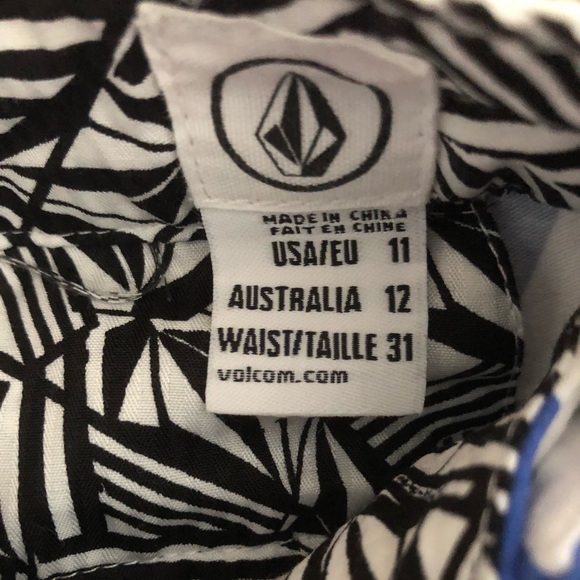 MADE IN CHINA
FAIT EN CHINE
USA/EU 11
AUSTRALIA 12
WAIST/TAILLE 31
volcom.com